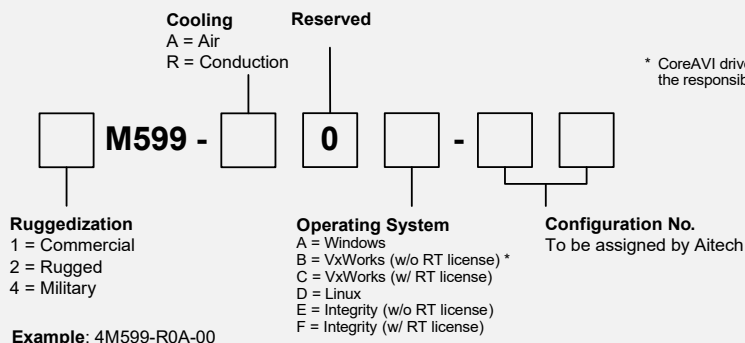 Cooling
A = Air
R = Conduction
Reserved
* CoreAVI drive
the responsib
M599 - 0 -
Ruggedization
1 = Commercial
2 = Rugged
4 = Military
Operating System
A = Windows
B = VxWorks (w/o RT license) *
C = VxWorks (w/ RT license)
D = Linux
E = Integrity (w/o RT license)
F = Integrity (w/ RT license)
Configuration No.
To be assigned by Aitech
Example: 4M599-R0A-00